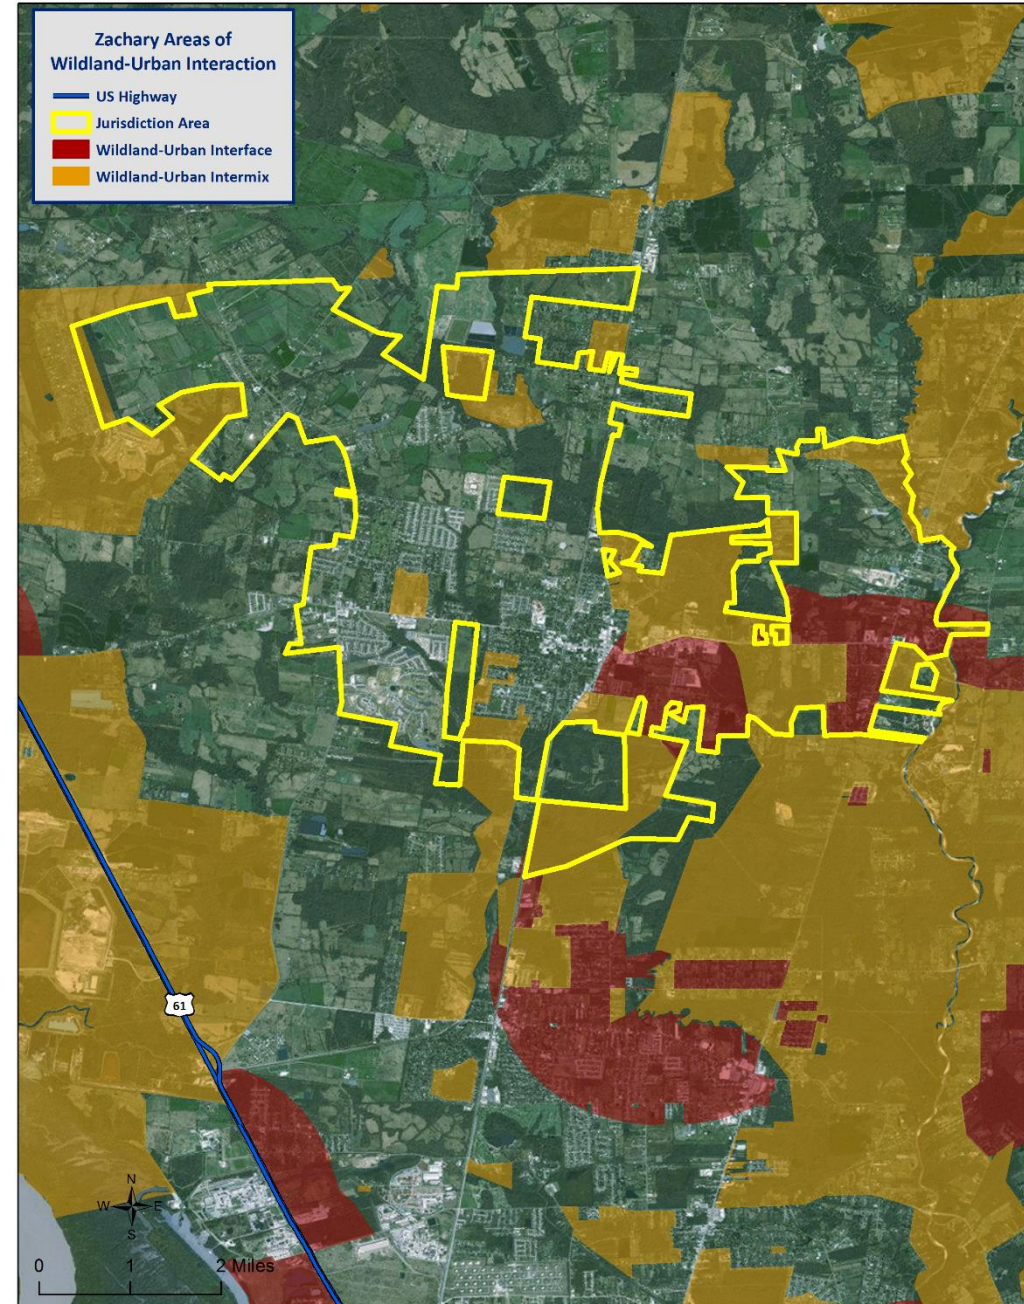 Zachary Areas of
Wildland-Urban Interaction
US Highway
Jurisdiction Area
Wildland-Urban Interface
Wildland-Urban Intermix
61
N
W E
S
0 1 2 Miles